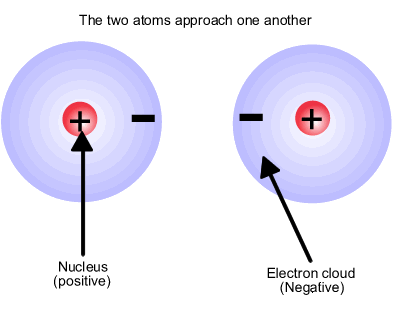 The two atoms approach one another
+ − − +
Nucleus
(positive)
Electron cloud
(Negative)